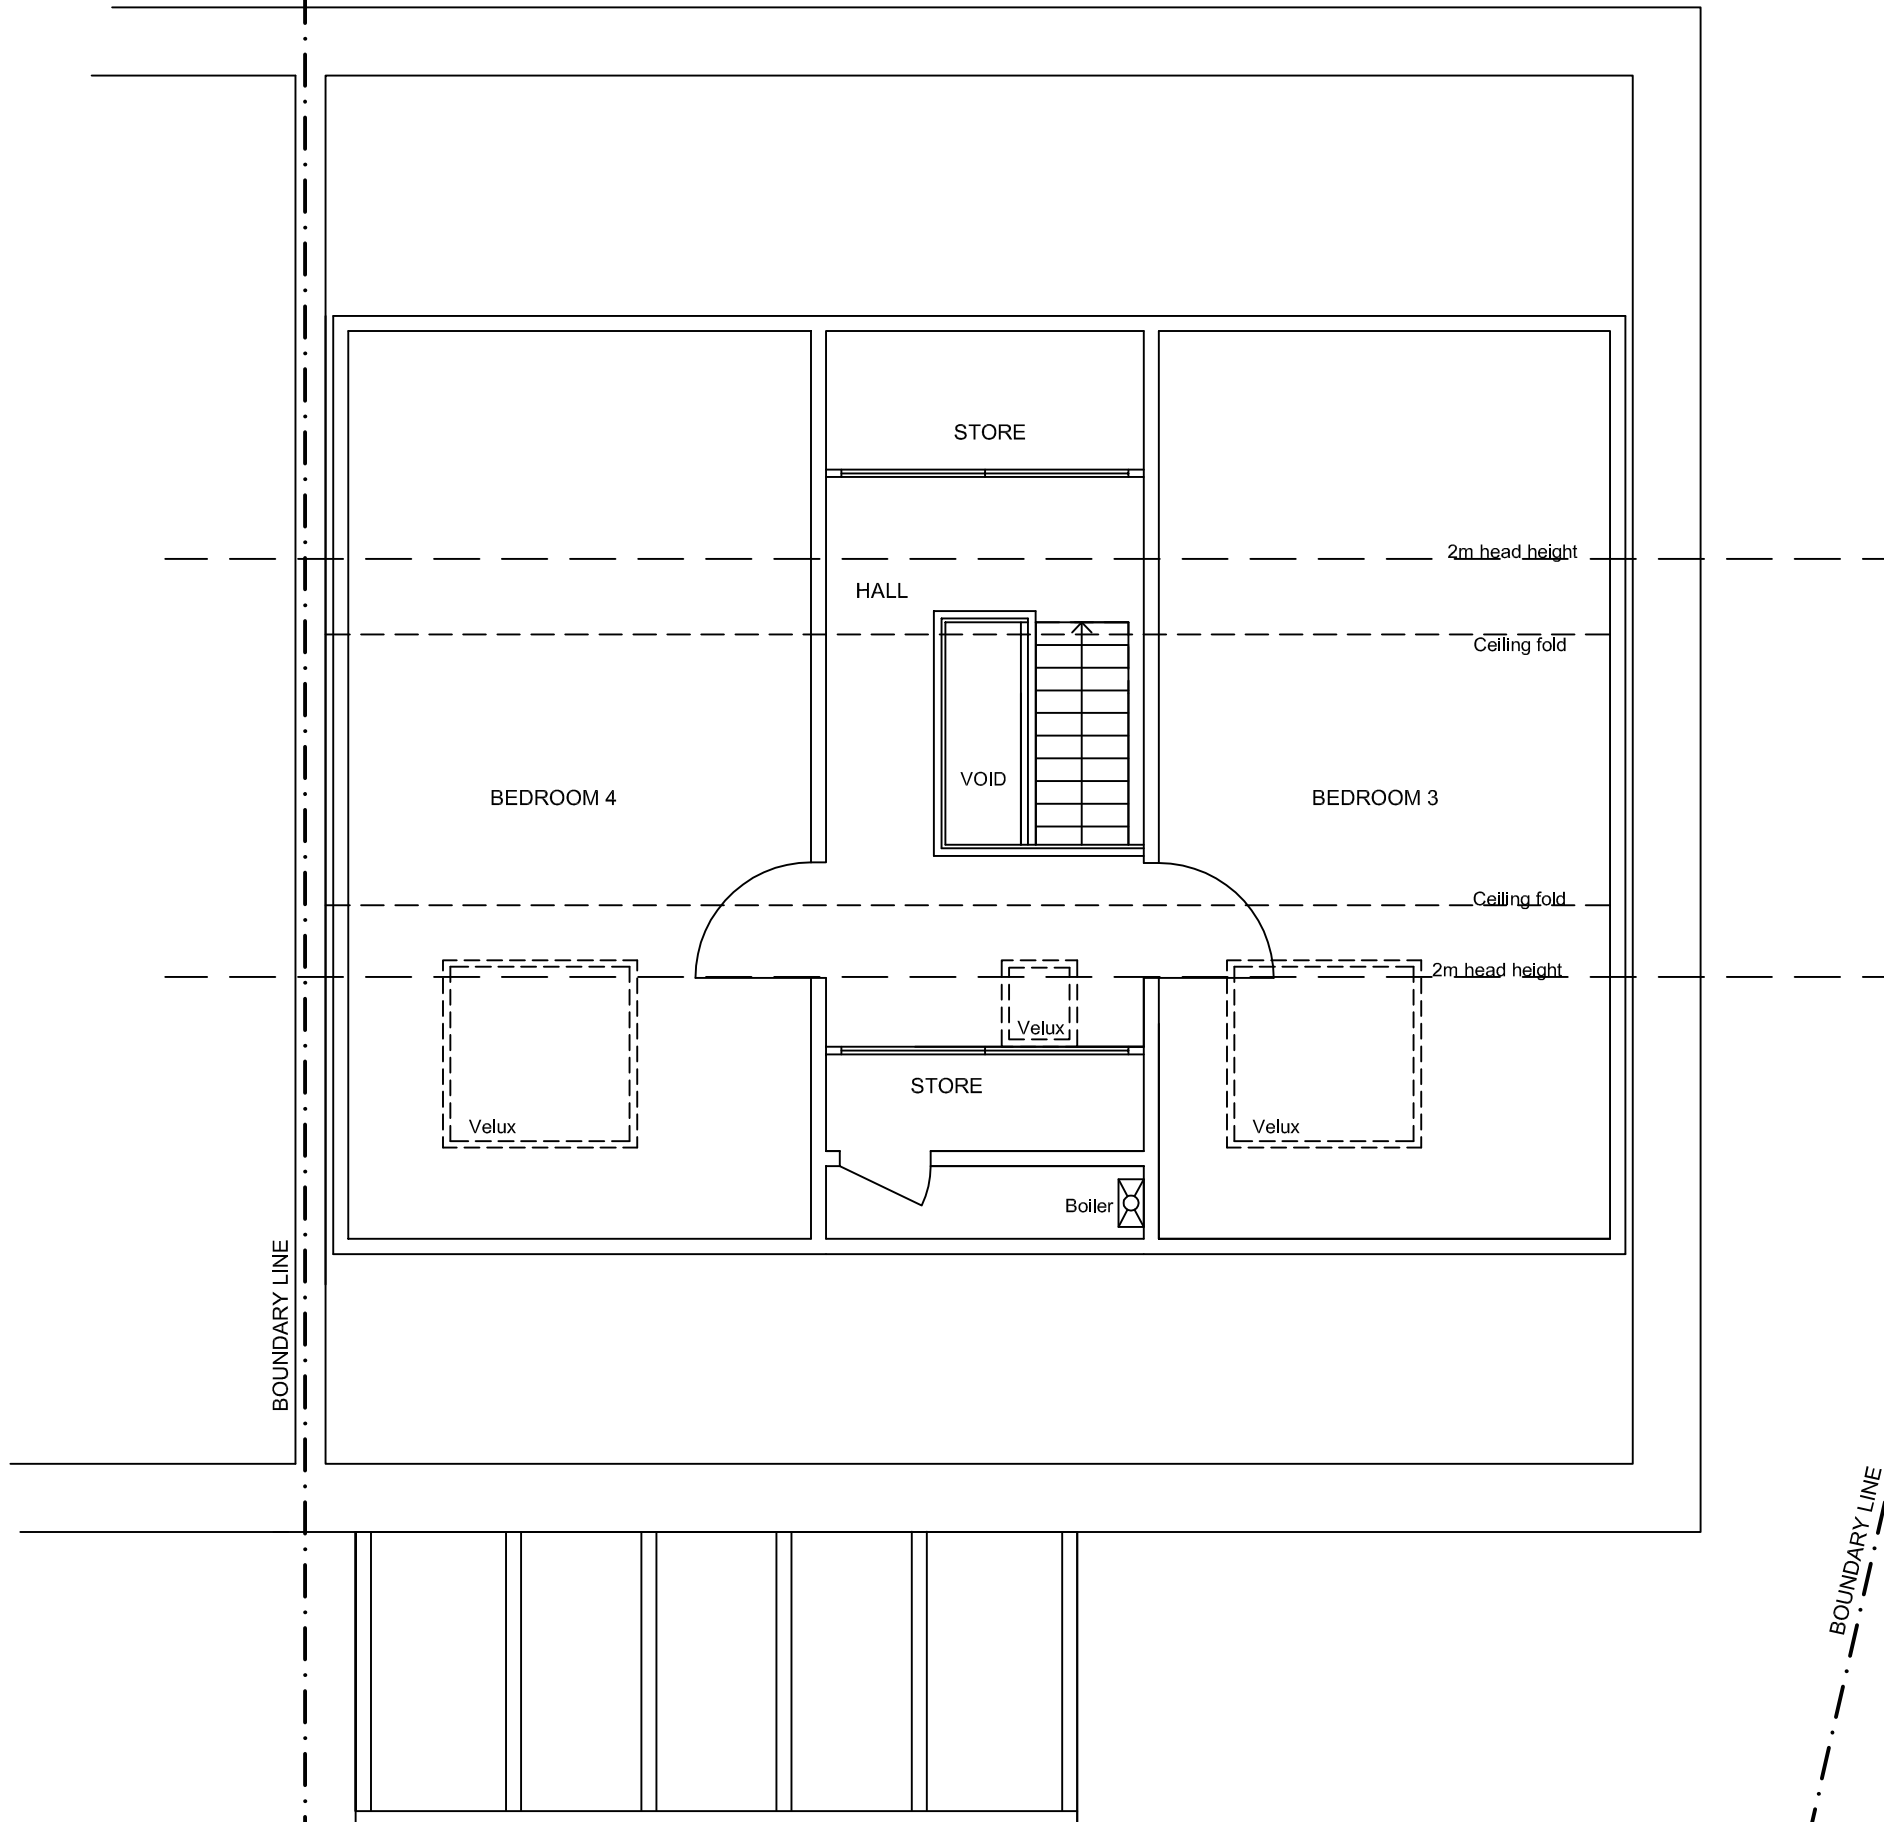 STORE
2m head height
HALL
Ceiling fold
VOID
BEDROOM 4
BEDROOM 3
Ceiling fold
2m head height
Velux
STORE
Velux
Velux
Boiler
BOUNDARY LINE
BOUNDARY LINE